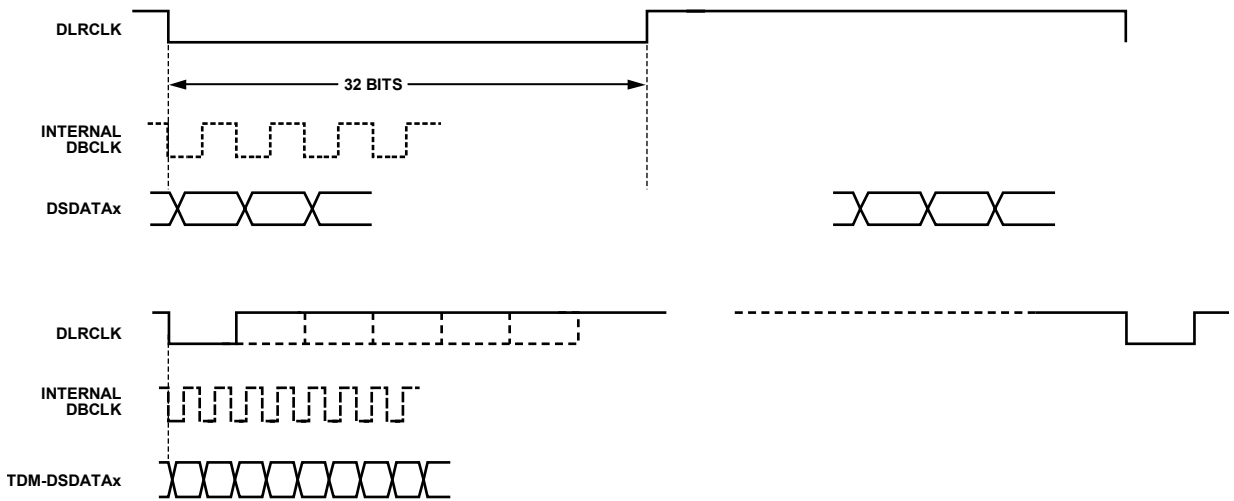 DLRCLK
32 BITS
INTERNAL
DBCLK
DSDATAx
DLRCLK
INTERNAL
DBCLK
TDM-DSDATAx